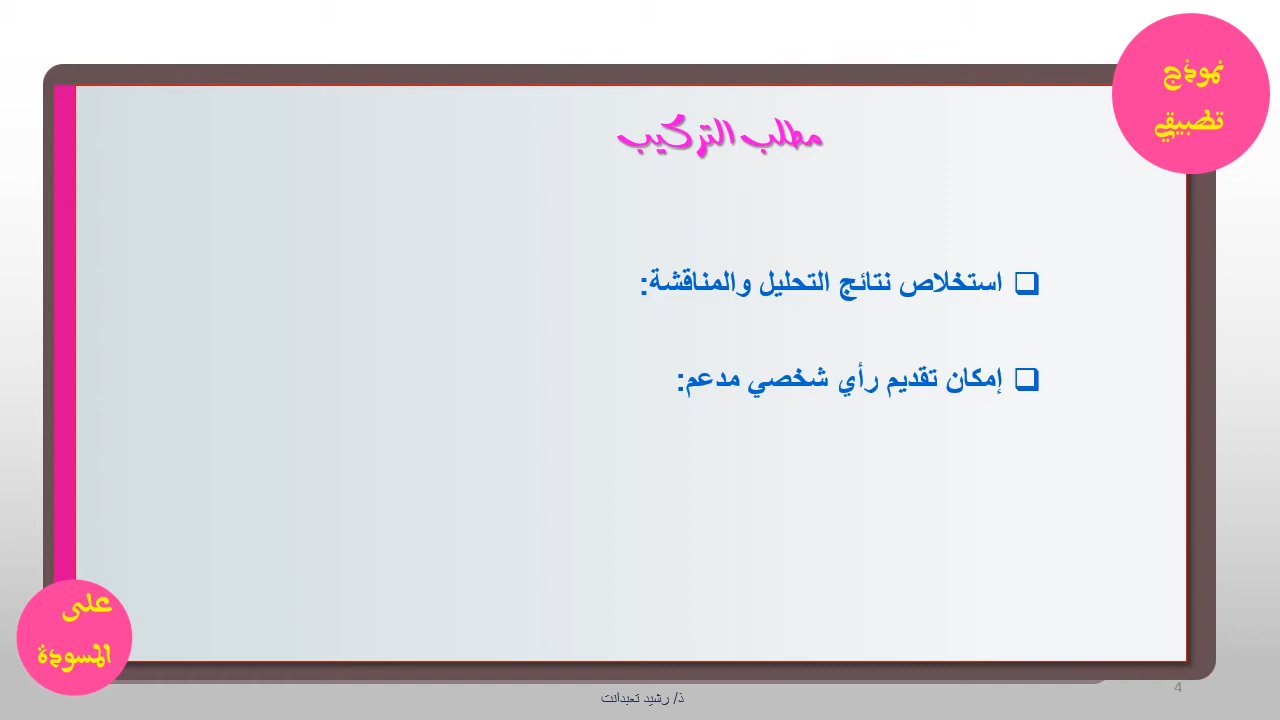 نموذج
تطبيقي
مطلب التركيب
❑ استخلاص نتائج التحليل والمناقشة:
❑ إمكان تقديم رأي شخصي مدعم:
على
المسودة
4
ذ/ رشيد تعبدانت